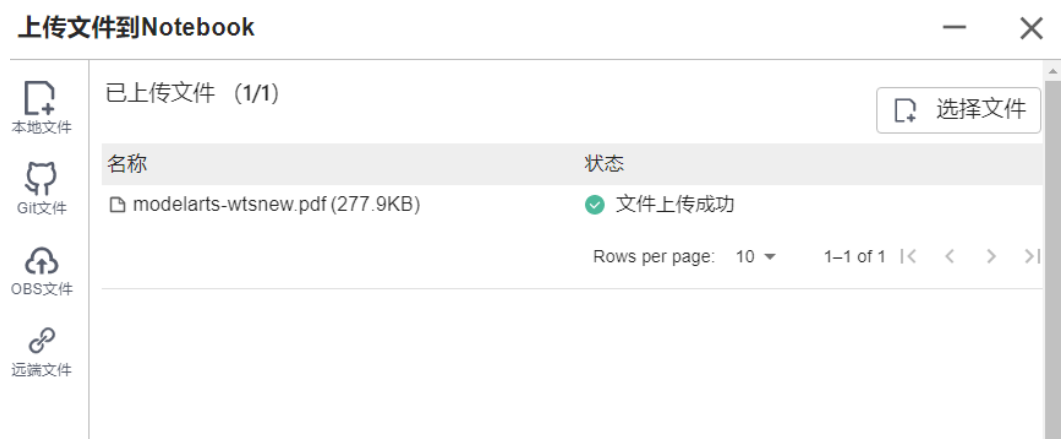 上传文件到Notebook
本地文件
Git文件
OBS文件
远端文件
已上传文件 (1/1)
选择文件
名称 状态
modelarts-wtsnew.pdf (277.9KB) 文件上传成功
Rows per page: 10 1–1 of 1